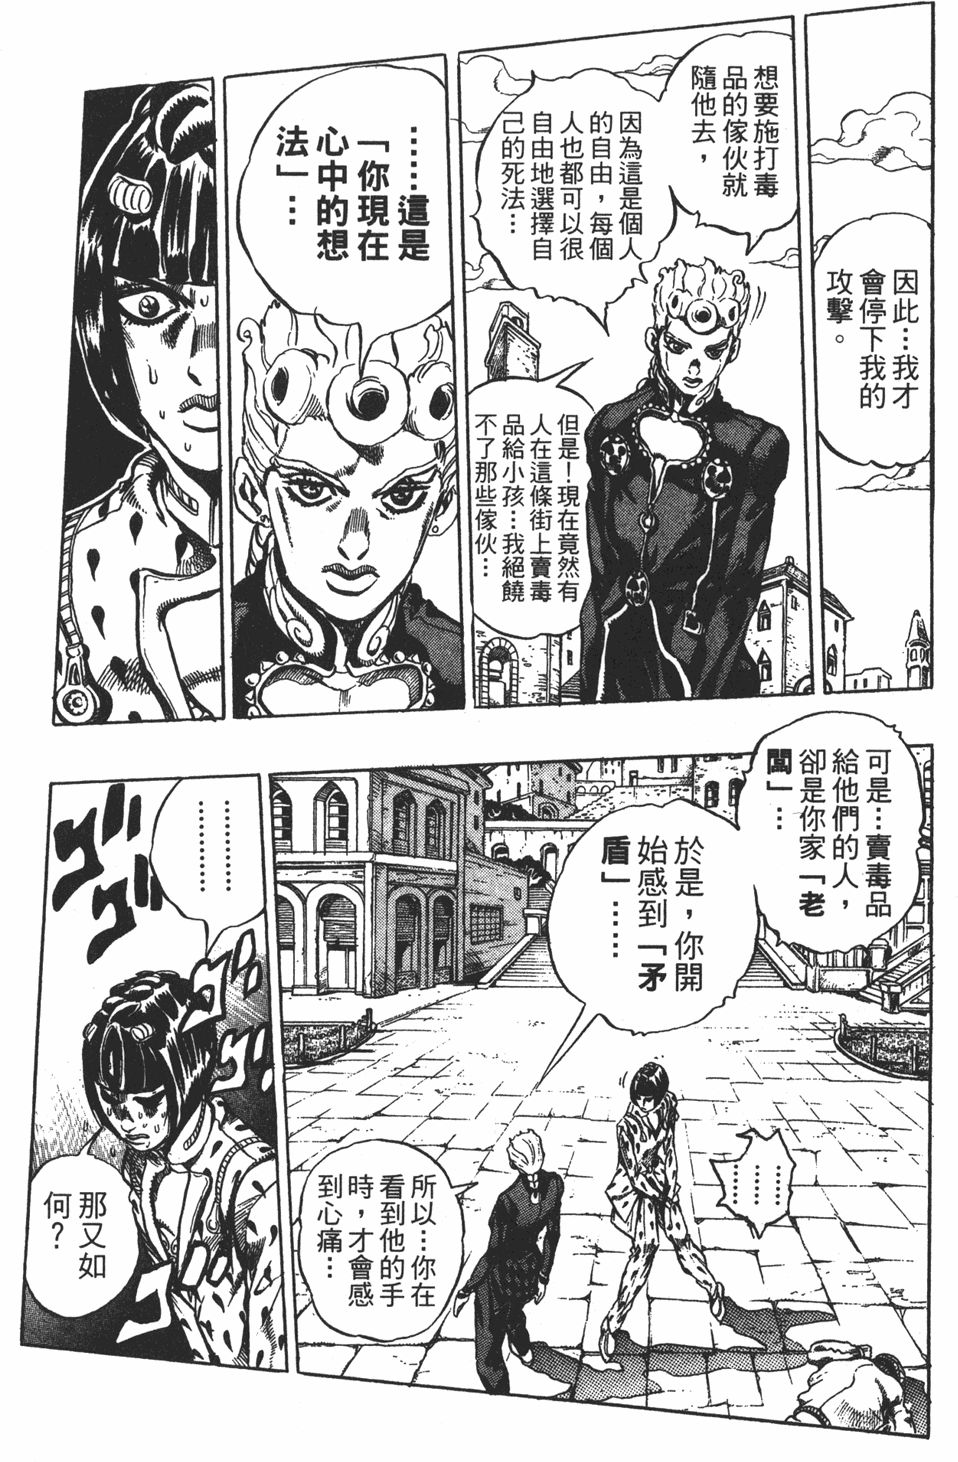 因此…我才
會停下我的
攻擊。
想要施打毒
品的傢伙就
隨他去，
因為這是個人
的自由，每個
人也都可以很
自由地選擇自
己的死法…
但是！現在竟然有
人在這條街上賣毒
品給小孩…我絕饒
不了那些傢伙…
……這是
「你現在
心中的想
法」…
可是…賣毒品
給他們的人，
卻是你家「老
闆」…
於是，你開
始感到「矛
盾」……
…………
…………
所以…你在
看到他的手
時，才會感
到心痛…
…………
…………
那又如
何？
ゴゴ
ゴゴ
ゴゴ